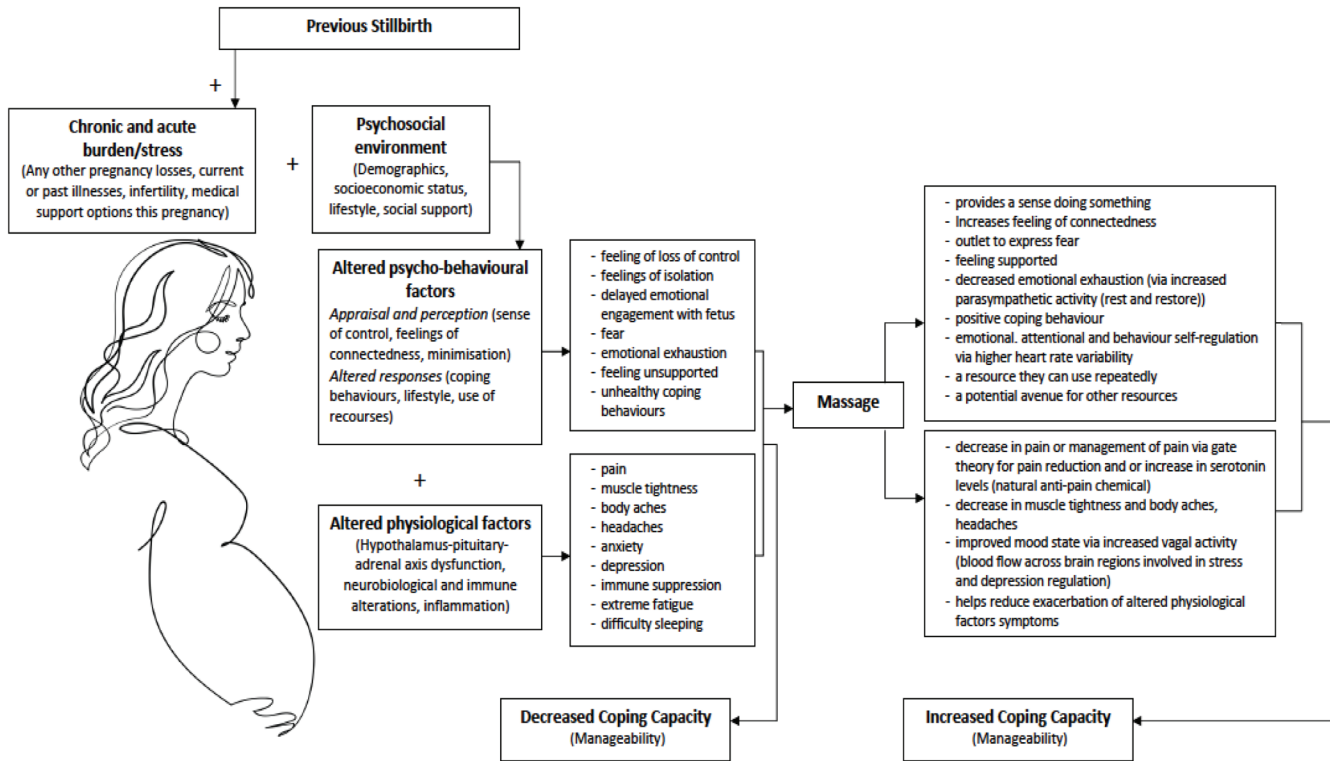 Previous Stillbirth
+
Chronic and acute
burden/stress
(Any other pregnancy losses, current
or past illnesses, infertility, medical
support options this pregnancy)
+
Psychosocial
environment
(Demographics,
socioeconomic status,
lifestyle, social support)
Altered psycho-behavioural
factors
Appraisal and perception (sense
of control, feelings of
connectedness, minimisation)
Altered responses (coping
behaviours, lifestyle, use of
recourses)
+
Altered physiological factors
(Hypothalamus-pituitary-
adrenal axis dysfunction,
neurobiological and immune
alterations, inflammation)
- feeling of loss of control
- feelings of isolation
- delayed emotional
engagement with fetus
- fear
- emotional exhaustion
- feeling unsupported
- unhealthy coping
behaviours
- pain
- muscle tightness
- body aches
- headaches
- anxiety
- depression
- immune suppression
- extreme fatigue
- difficulty sleeping
Decreased Coping Capacity
(Manageability)
Massage
- provides a sense doing something
- Increases feeling of connectedness
- outlet to express fear
- feeling supported
- decreased emotional exhaustion (via increased
parasympathetic activity (rest and restore))
- positive coping behaviour
- emotional. attentional and behaviour self-regulation
via higher heart rate variability
- a resource they can use repeatedly
- a potential avenue for other resources
- decrease in pain or management of pain via gate
theory for pain reduction and or increase in serotonin
levels (natural anti-pain chemical)
- decrease in muscle tightness and body aches,
headaches
- improved mood state via increased vagal activity
(blood flow across brain regions involved in stress
and depression regulation)
- helps reduce exacerbation of altered physiological
factors symptoms
Increased Coping Capacity
(Manageability)